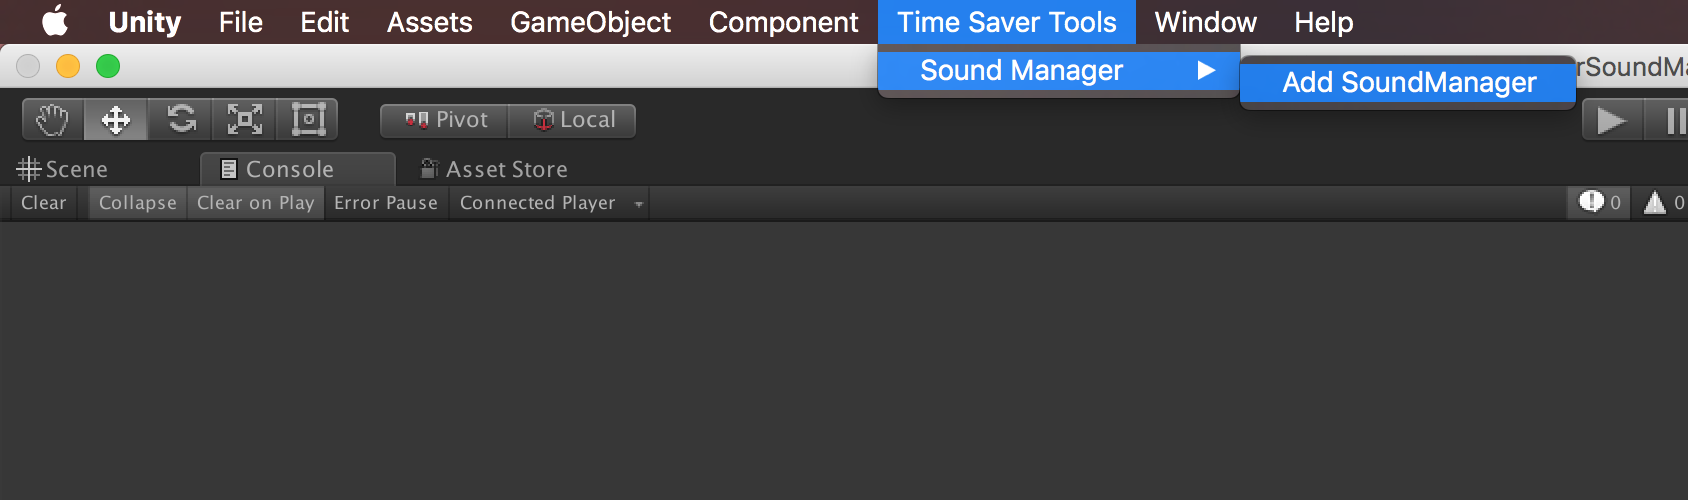 Unity File Edit Assets GameObject Component Time Saver Tools Window Help
Sound Manager
Add SoundManager
rSoundMa
Pivot Local
Scene Console Asset Store
Clear Collapse Clear on Play Error Pause Connected Player 0 0